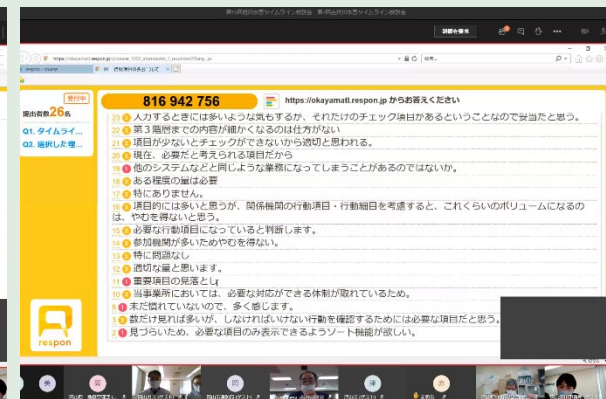 受付中
提出者数26名
Q1. タイムライ…
Q2. 選択した理…
816 942 756
https://okayamatl.respon.jp からお答えください
23 入力するときには多いような気もするが、それだけのチェック項目があるということなので妥当だと思う。
22 第3階層までの内容が細かくなるのは仕方がない
21 項目が少ないとチェックができないから適切と思われる。
20 現在、必要だと考えられる項目だから
19 他のシステムなどと同じような業務になってしまうことがあるのではないか。
18 ある程度の量は必要
17 特にありません。
16 項目的には多いと思うが、関係機関の行動項目・行動細目を考慮すると、これくらいのボリュームになるの
は、やむを得ないと思う。
15 必要な行動項目になっていると判断します。
14 参加機関が多いためやむを得ない。
13 特に問題なし
12 適切な量と思います。
11 重要項目の見落とし
10 当事業所においては、必要な対応ができる体制が取れているため。
未だ慣れていないので、多く感じます。
数だけ見れば多いが、しなければいけない行動を確認するためには必要な項目だと思う。
見づらいため、必要な項目のみ表示できるようソート機能が欲しい。
respon